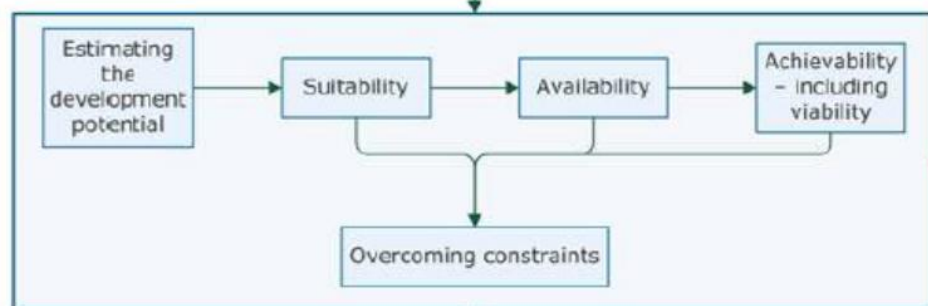 Estimating
the
development
potential
Suitability
Availability
Achievability
– including
viability
Overcoming constraints